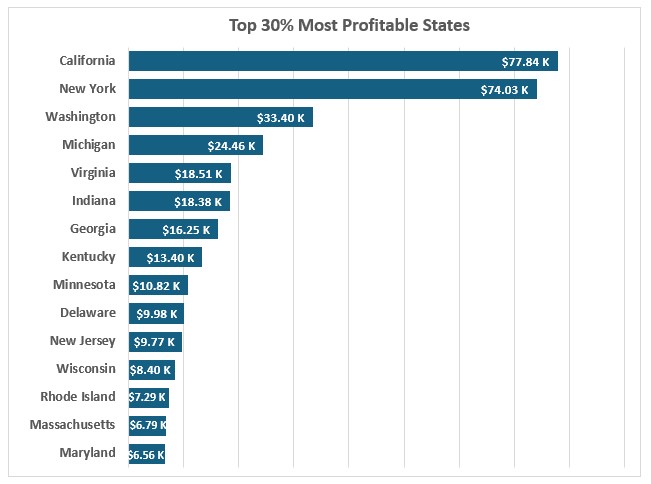 Top 30% Most Profitable States
California $77.84 K
New York $74.03 K
Washington $33.40 K
Michigan $24.46 K
Virginia $18.51 K
Indiana $18.38 K
Georgia $16.25 K
Kentucky $13.40 K
Minnesota $10.82 K
Delaware $9.98 K
New Jersey $9.77 K
Wisconsin $8.40 K
Rhode Island $7.29 K
Massachusetts $6.79 K
Maryland $6.56 K